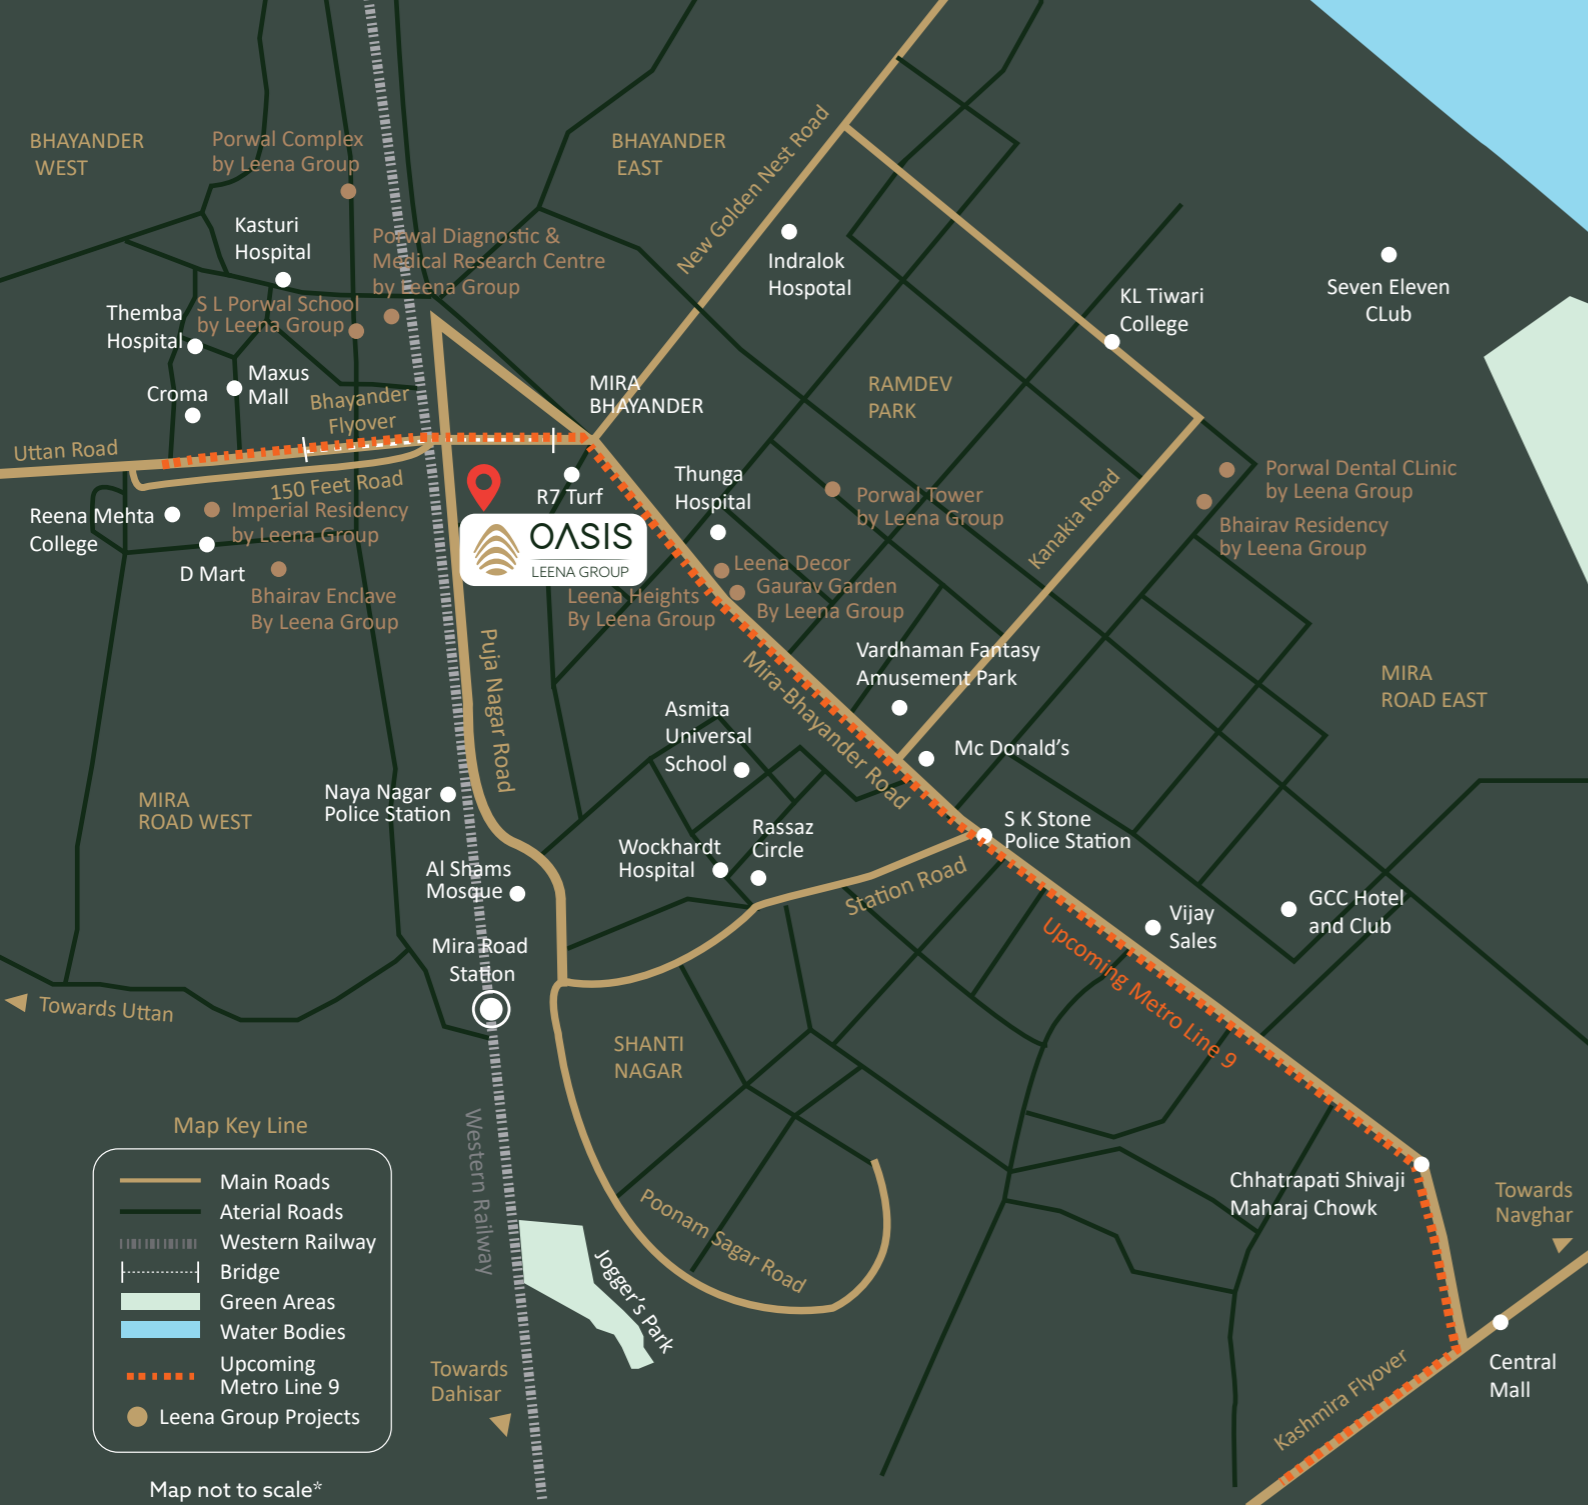 BHAYANDER
WEST
Porwal Complex
by Leena Group
BHAYANDER
EAST
New Golden Nest Road
Kasturi
Hospital
Porwal Diagnostic &
Medical Research Centre
by Leena Group
Indralok
Hospotal
Seven Eleven
CLub
KL Tiwari
College
Themba
Hospital
S L Porwal School
by Leena Group
Maxus
Mall
Croma
Bhayander
Flyover
MIRA
BHAYANDER
RAMDEV
PARK
Uttan Road
150 Feet Road
R7 Turf
Thunga
Hospital
Porwal Tower
by Leena Group
Kanakia Road
Porwal Dental CLinic
by Leena Group
Bhairav Residency
by Leena Group
Reena Mehta
College
Imperial Residency
by Leena Group
D Mart
OASIS
LEENA GROUP
Bhairav Enclave
By Leena Group
Leena Heights
By Leena Group
Leena Decor
Gaurav Garden
By Leena Group
Puja Nagar Road
Mira-Bhayander Road
Vardhaman Fantasy
Amusement Park
MIRA
ROAD EAST
Asmita
Universal
School
Mc Donald’s
MIRA
ROAD WEST
Naya Nagar
Police Station
S K Stone
Police Station
Rassaz
Circle
Wockhardt
Hospital
Station Road
Al Shams
Mosque
Vijay
Sales
GCC Hotel
and Club
Mira Road
Station
Upcoming Metro Line 9
Towards Uttan
SHANTI
NAGAR
Western Railway
Poonam Sagar Road
Jogger’s Park
Chhatrapati Shivaji
Maharaj Chowk
Towards
Navghar
Central
Mall
Kashmira Flyover
Towards
Dahisar
Map Key Line
Main Roads
Aterial Roads
Western Railway
Bridge
Green Areas
Water Bodies
Upcoming
Metro Line 9
Leena Group Projects
Map not to scale*